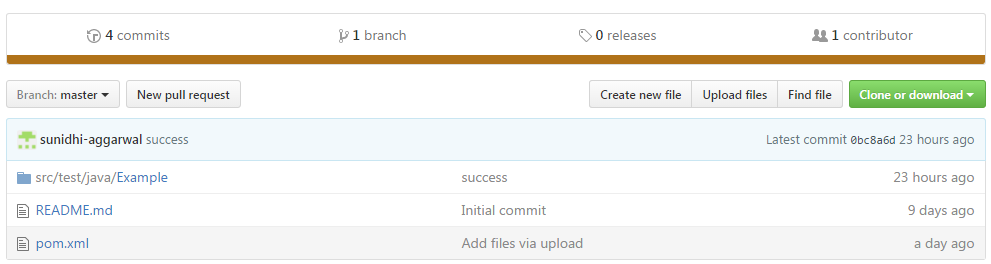 4 commits 1 branch 0 releases 1 contributor
Branch: master New pull request Create new file Upload files Find file Clone or download
sunidhi-aggarwal success Latest commit 0bc8a6d 23 hours ago
src/test/java/Example success 23 hours ago
README.md Initial commit 9 days ago
pom.xml Add files via upload a day ago